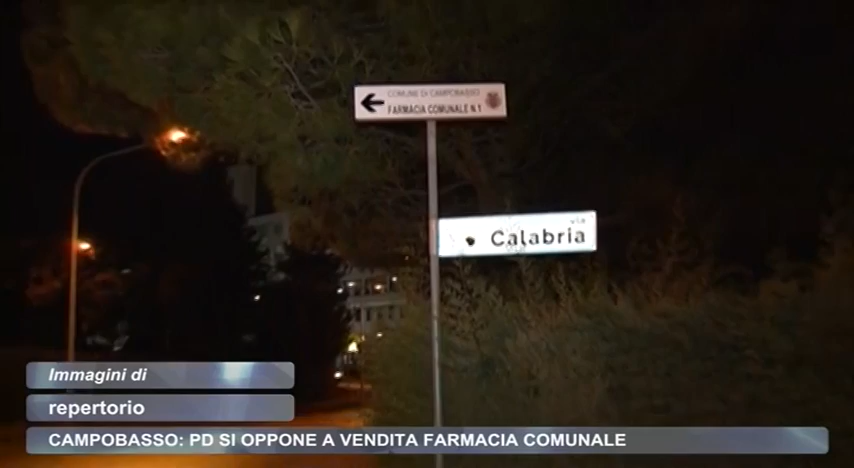 COMUNE DI CAMPOBASSO
FARMACIA COMUNALE N.1
via
Calabria
Immagini di
repertorio
CAMPOBASSO: PD SI OPPONE A VENDITA FARMACIA COMUNALE